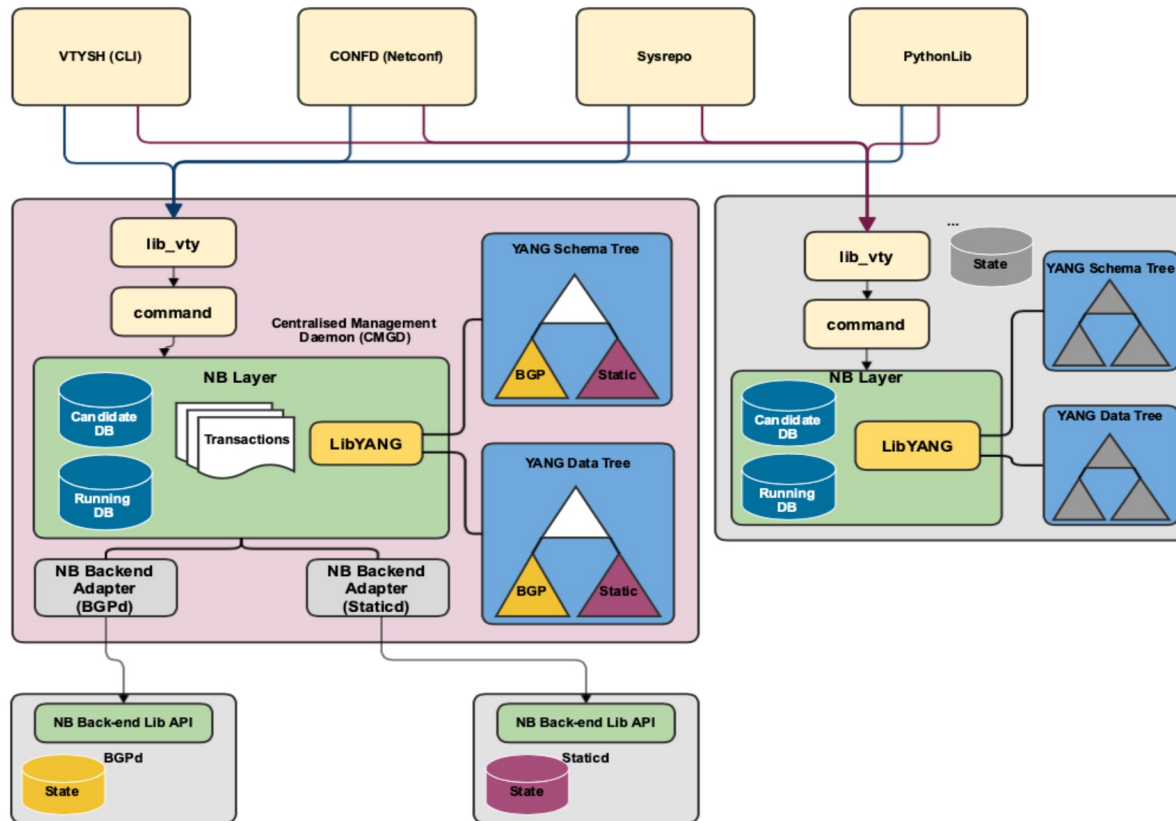 VTYSH (CLI)
CONFD (Netconf)
Sysrepo
PythonLib
lib_vty
command
Centralised Management
Daemon (CMGD)
YANG Schema Tree
BGP
Static
NB Layer
Candidate
DB
Transactions
LibYANG
Running
DB
YANG Data Tree
BGP
Static
NB Backend
Adapter
(BGPd)
NB Backend
Adapter
(Staticd)
NB Back-end Lib API
BGPd
State
NB Back-end Lib API
Staticd
State
lib_vty
...
State
command
YANG Schema Tree
NB Layer
Candidate
DB
LibYANG
Running
DB
YANG Data Tree